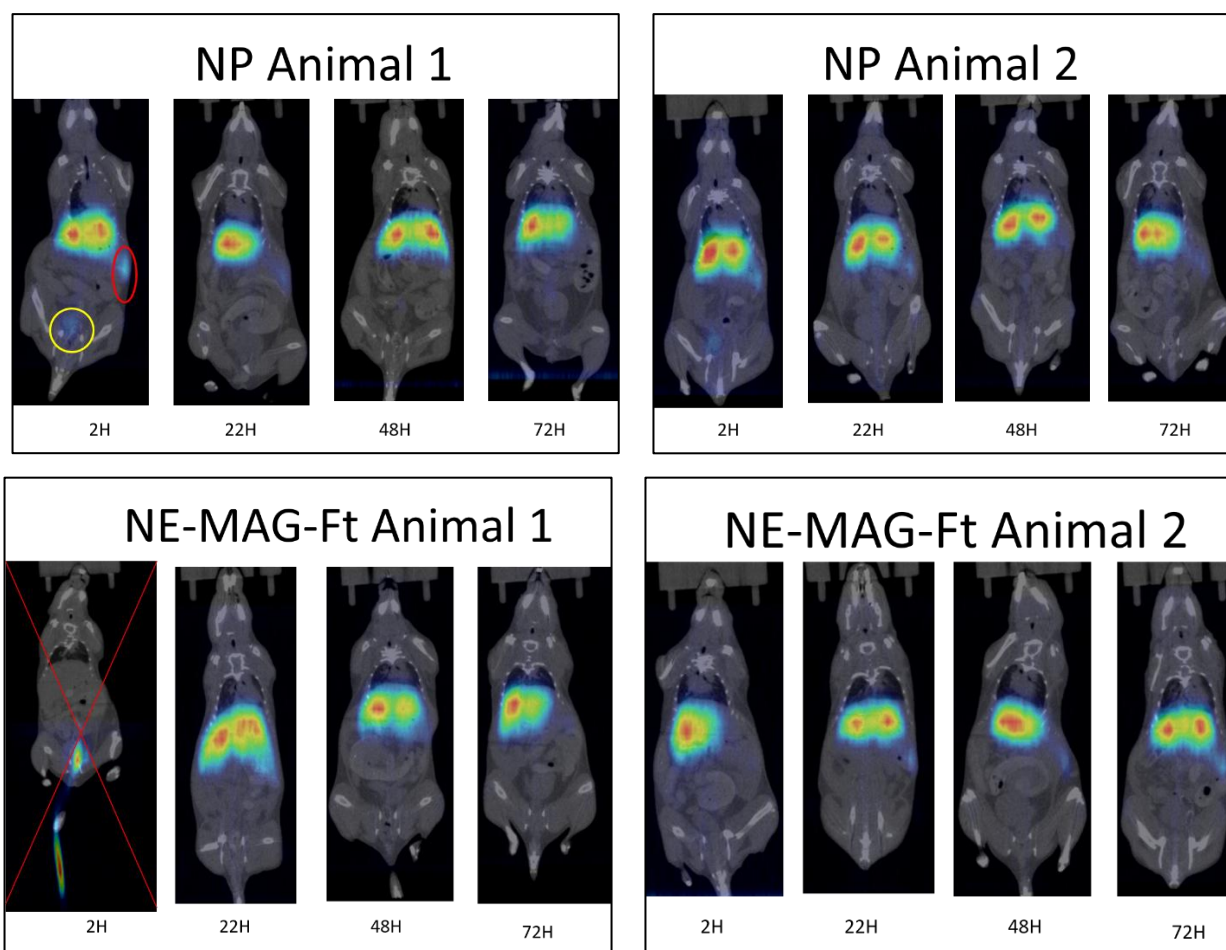 NP Animal 1
2H
22H
48H
72H
NP Animal 2
2H
22H
48H
72H
NE-MAG-Ft Animal 1
2H
22H
48H
72H
NE-MAG-Ft Animal 2
2H
22H
48H
72H